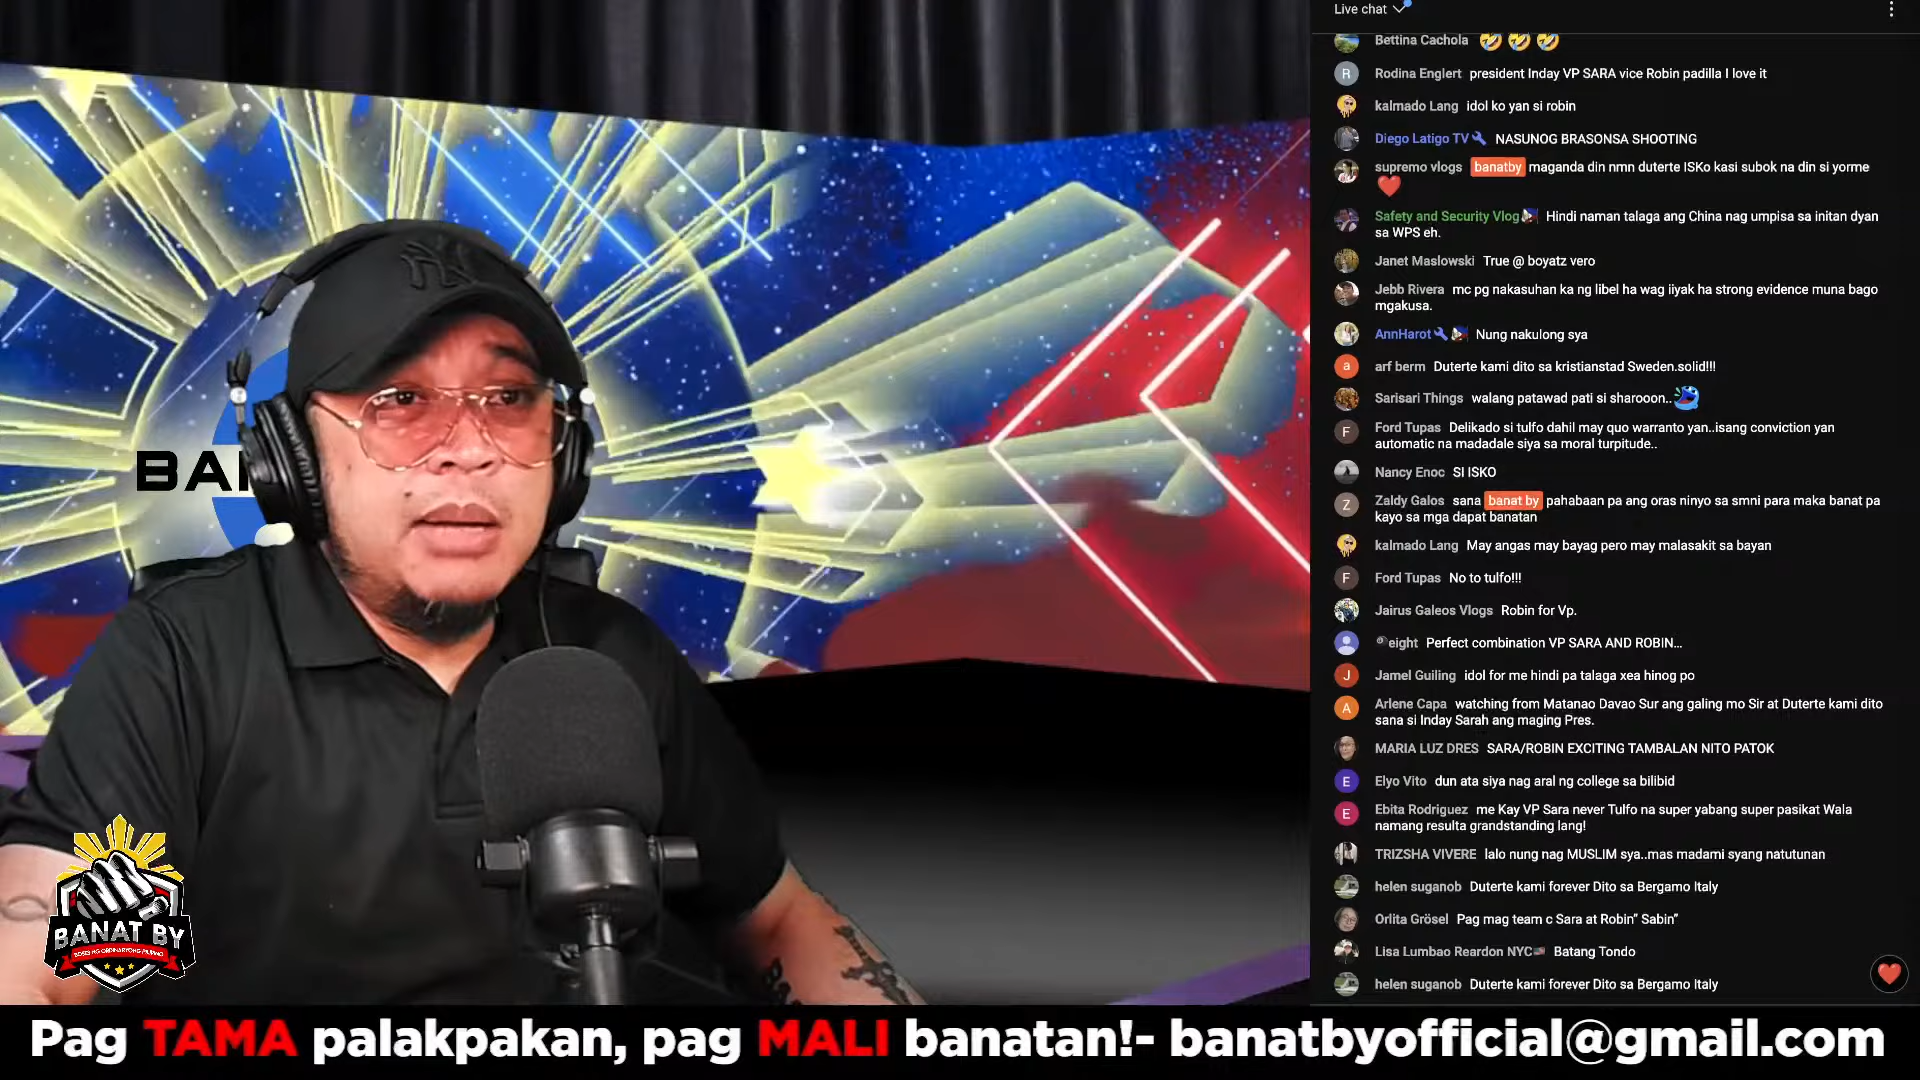 Live chat
Bettina Cachola 🤣 🤣 🤣
Rodina Englert president Inday VP SARA vice Robin padilla I love it
kalmado Lang idol ko yan si robin
Diego Latigo TV NASUNOG BRASONSA SHOOTING
supremo vlogs banatby maganda din nmn duterte ISKo kasi subok na din si yorme
❤️
Safety and Security Vlog Hindi naman talaga ang China nag umpisa sa initan dyan
sa WPS eh.
Janet Maslowski True @ boyatz vero
Jebb Rivera mc pg nakasuhan ka ng libel ha wag iiyak ha strong evidence muna bago
mgakusa.
AnnHarot Nung nakulong sya
a
arf berm Duterte kami dito sa kristianstad Sweden.solid!!!
Sarisari Things walang patawad pati si sharooon..
F
Ford Tupas Delikado si tulfo dahil may quo warranto yan..isang conviction yan
automatic na madadale siya sa moral turpitude..
Nancy Enoc SI ISKO
Z
Zaldy Galos sana banat by pahabaan pa ang oras ninyo sa smni para maka banat pa
kayo sa mga dapat banatan
kalmado Lang May angas may bayag pero may malasakit sa bayan
F
Ford Tupas No to tulfo!!!
Jairus Galeos Vlogs Robin for Vp.
eight Perfect combination VP SARA AND ROBIN...
J
Jamel Guiling idol for me hindi pa talaga xea hinog po
A
Arlene Capa watching from Matanao Davao Sur ang galing mo Sir at Duterte kami dito
sana si Inday Sarah ang maging Pres.
MARIA LUZ DRES SARA/ROBIN EXCITING TAMBALAN NITO PATOK
E
Elyo Vito dun ata siya nag aral ng college sa bilibid
E
Ebita Rodriguez me Kay VP Sara never Tulfo na super yabang super pasikat Wala
namang resulta grandstanding lang!
TRIZSHA VIVERE lalo nung nag MUSLIM sya..mas madami syang natutunan
helen suganob Duterte kami forever Dito sa Bergamo Italy
Orlita Grösel Pag mag team c Sara at Robin” Sabin”
Lisa Lumbao Reardon NYC Batang Tondo
helen suganob Duterte kami forever Dito sa Bergamo Italy
BANAT BY
BOSES NG ORDINARYONG PILIPINO
Pag TAMA palakpakan, pag MALI banatan!- banatbyofficial@gmail.com